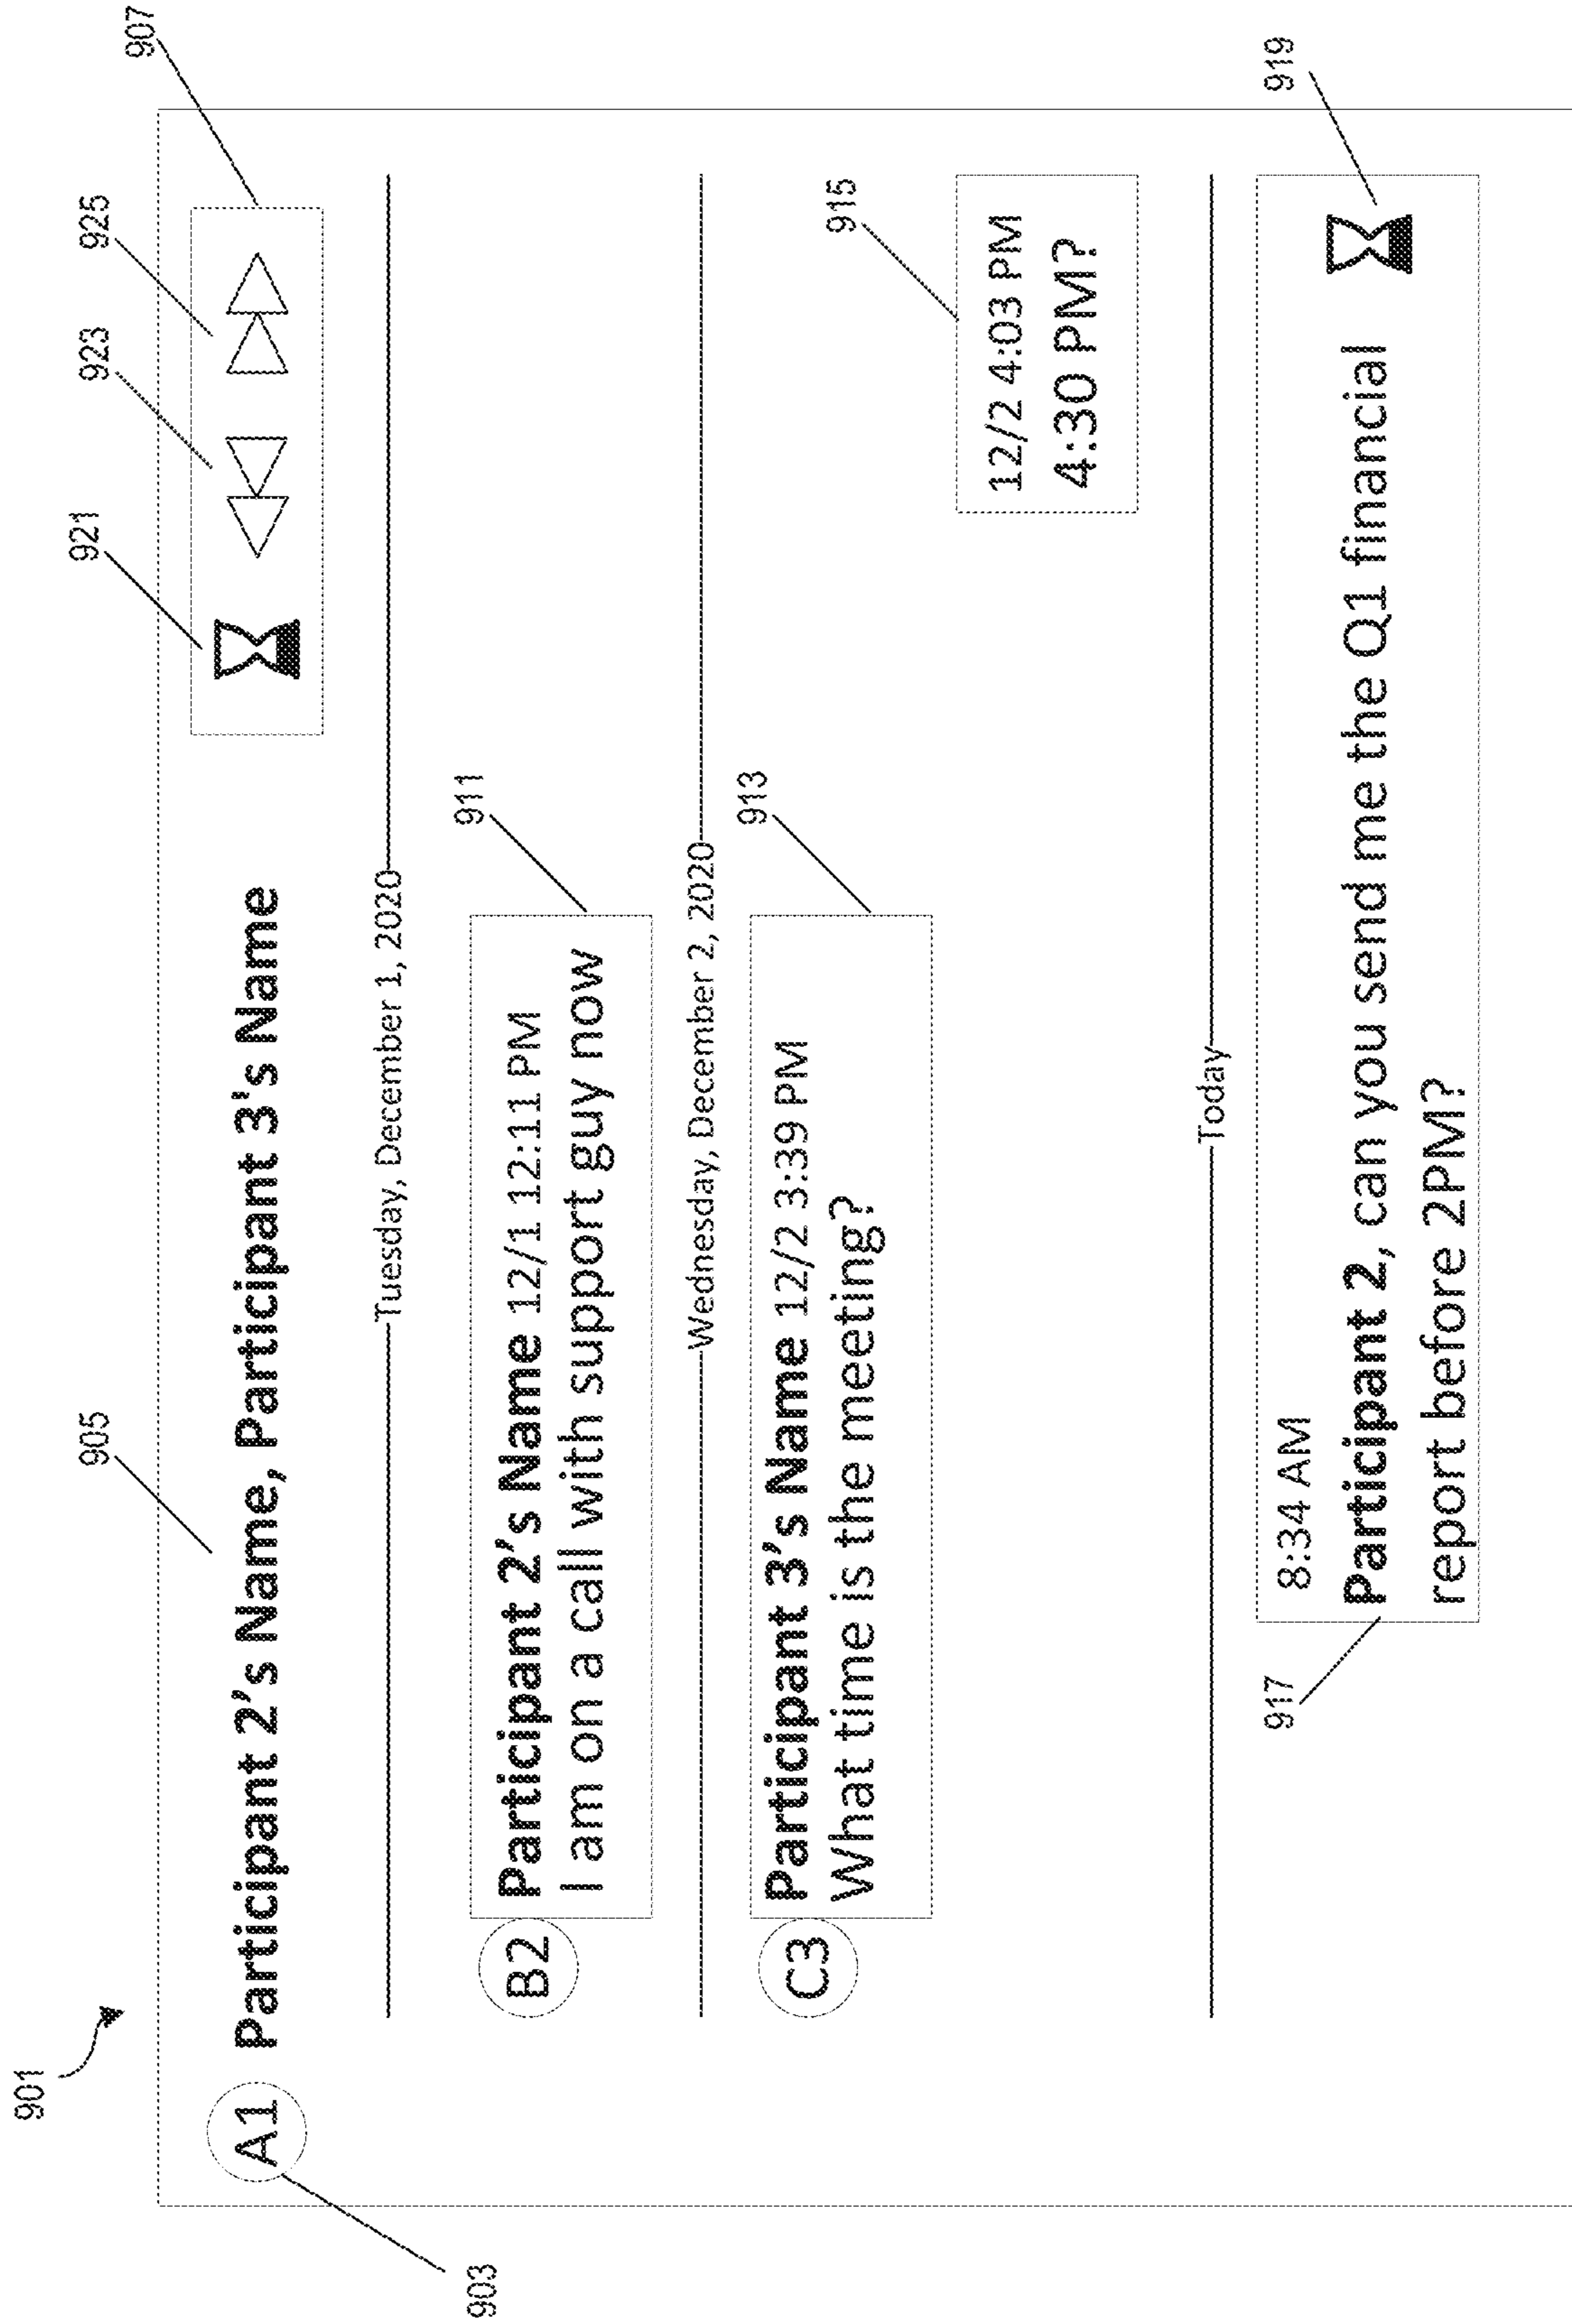 901
903
905
921
923
925
907
A1 Participant 2’s Name, Participant 3's Name
Tuesday, December 1, 2020
911
B2 Participant 2’s Name 12/1 12:11 PM
I am on a call with support guy now
Wednesday, December 2, 2020
913
C3 Participant 3’s Name 12/2 3:39 PM
What time is the meeting?
915
12/2 4:03 PM
4:30 PM?
Today
917
919
8:34 AM
Participant 2, can you send me the Q1 financial
report before 2PM?